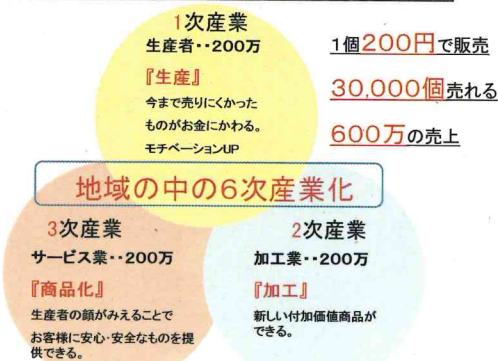 1次産業
生産者‥200万
『生産』
今まで売りにくかった
ものがお金にかわる。
モチベーションUP
1個200円で販売
30,000個売れる
600万の売上
地域の中の6次産業化
3次産業
サービス業‥200万
『商品化』
生産者の顔がみえることで
お客様に安心・安全なものを提
供できる。
2次産業
加工業‥200万
『加工』
新しい付加価値商品が
できる。